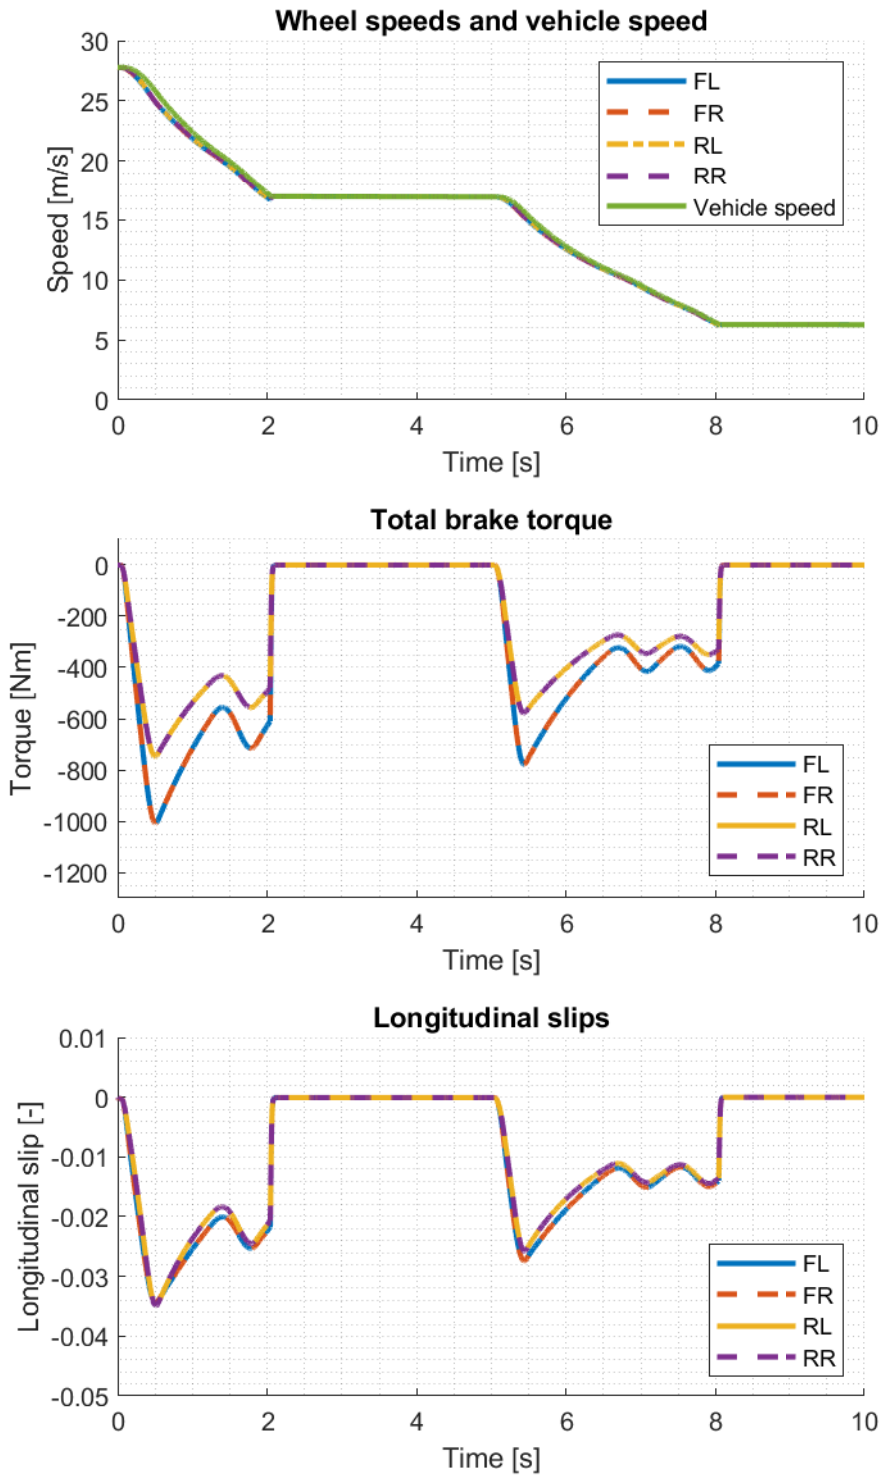 Wheel speeds and vehicle speed
30
25
20
15
10
5
0
Speed [m/s]
FL
FR
RL
RR
Vehicle speed
0 2 4 6 8 10
Time [s]
Total brake torque
0
-200
-400
-600
-800
-1000
-1200
Torque [Nm]
FL
FR
RL
RR
0 2 4 6 8 10
Time [s]
Longitudinal slips
0.01
0
-0.01
-0.02
-0.03
-0.04
-0.05
Longitudinal slip [-]
FL
FR
RL
RR
0 2 4 6 8 10
Time [s]